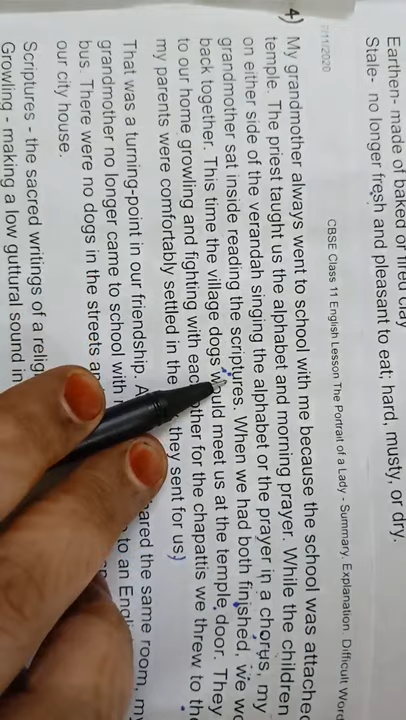 Earthen- made of baked or fired clay
Stale- no longer fresh and pleasant to eat; hard, musty, or dry.
/11/2020 CBSE Class 11 English Lesson The Portrait of a Lady - Summary, Explanation, Difficult Word
4) My grandmother always went to school with me because the school was attached
temple. The priest taught us the alphabet and morning prayer. While the children
on either side of the verandah singing the alphabet or the prayer in a chorus, my
grandmother sat inside reading the scriptures. When we had both finished, we wo
back together. This time the village dogs would meet us at the temple door. They
to our home growling and fighting with each other for the chapattis we threw to the
my parents were comfortably settled in the they sent for us)
That was a turning-point in our friendship. A hared the same room, my
grandmother no longer came to school with to an Engli
bus. There were no dogs in the streets a
our city house.
Scriptures - the sacred writings of a relig
Growling - making a low guttural sound in